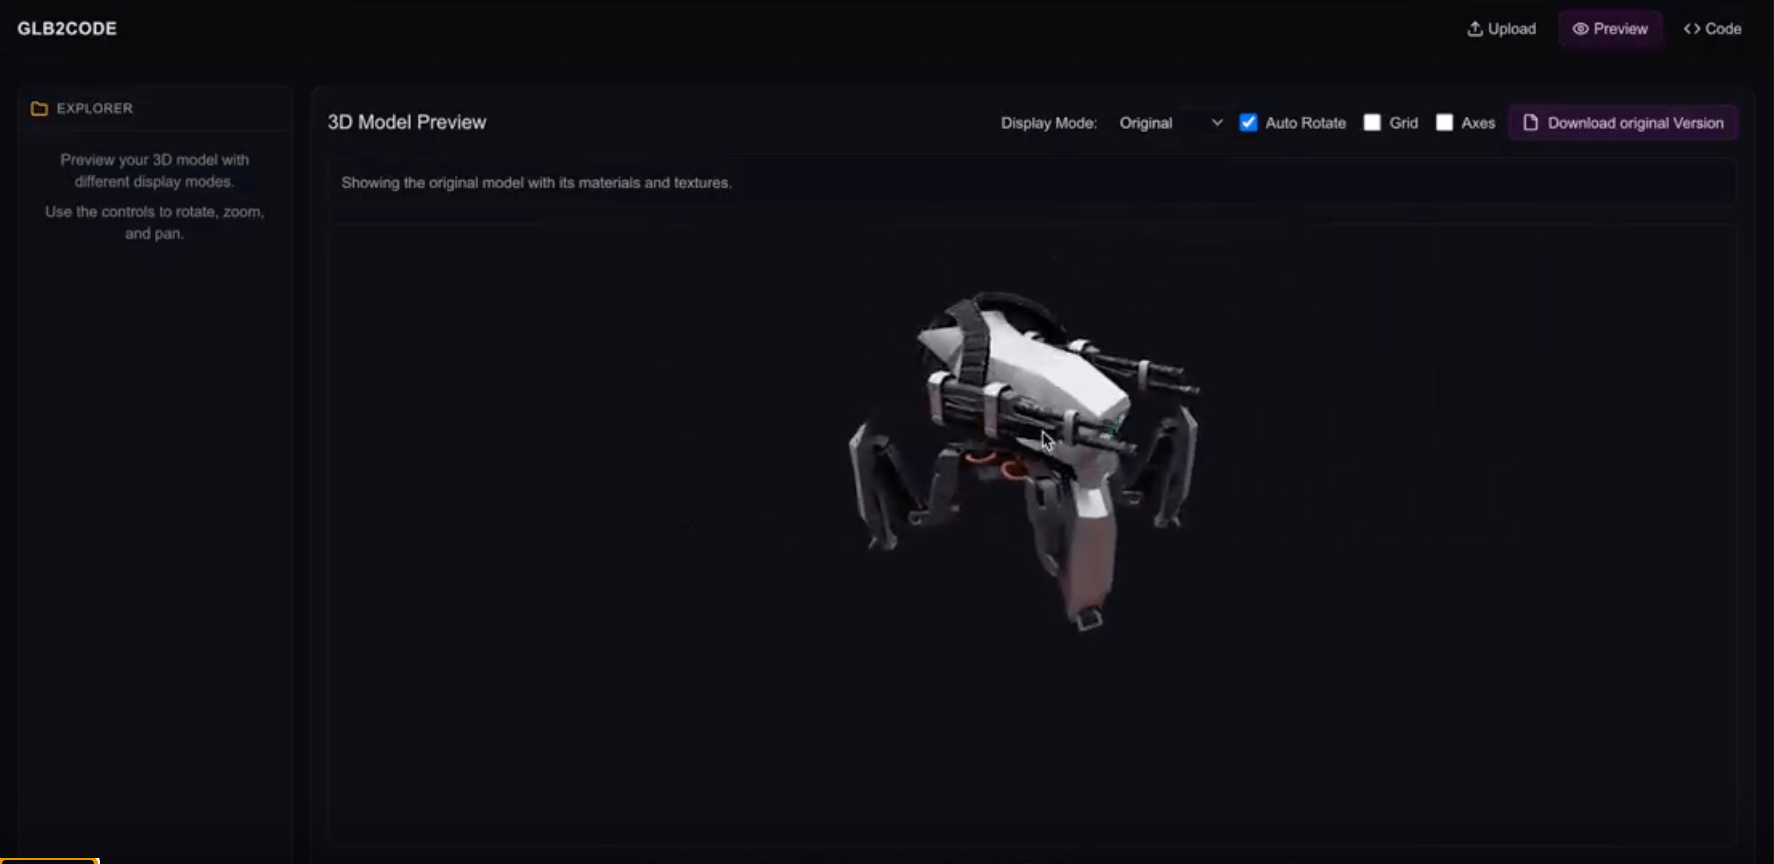 GLB2CODE
Upload
Preview
<> Code
EXPLORER
Preview your 3D model with
different display modes.
Use the controls to rotate, zoom,
and pan.
3D Model Preview
Display Mode:
Original
Auto Rotate
Grid
Axes
Download original Version
Showing the original model with its materials and textures.